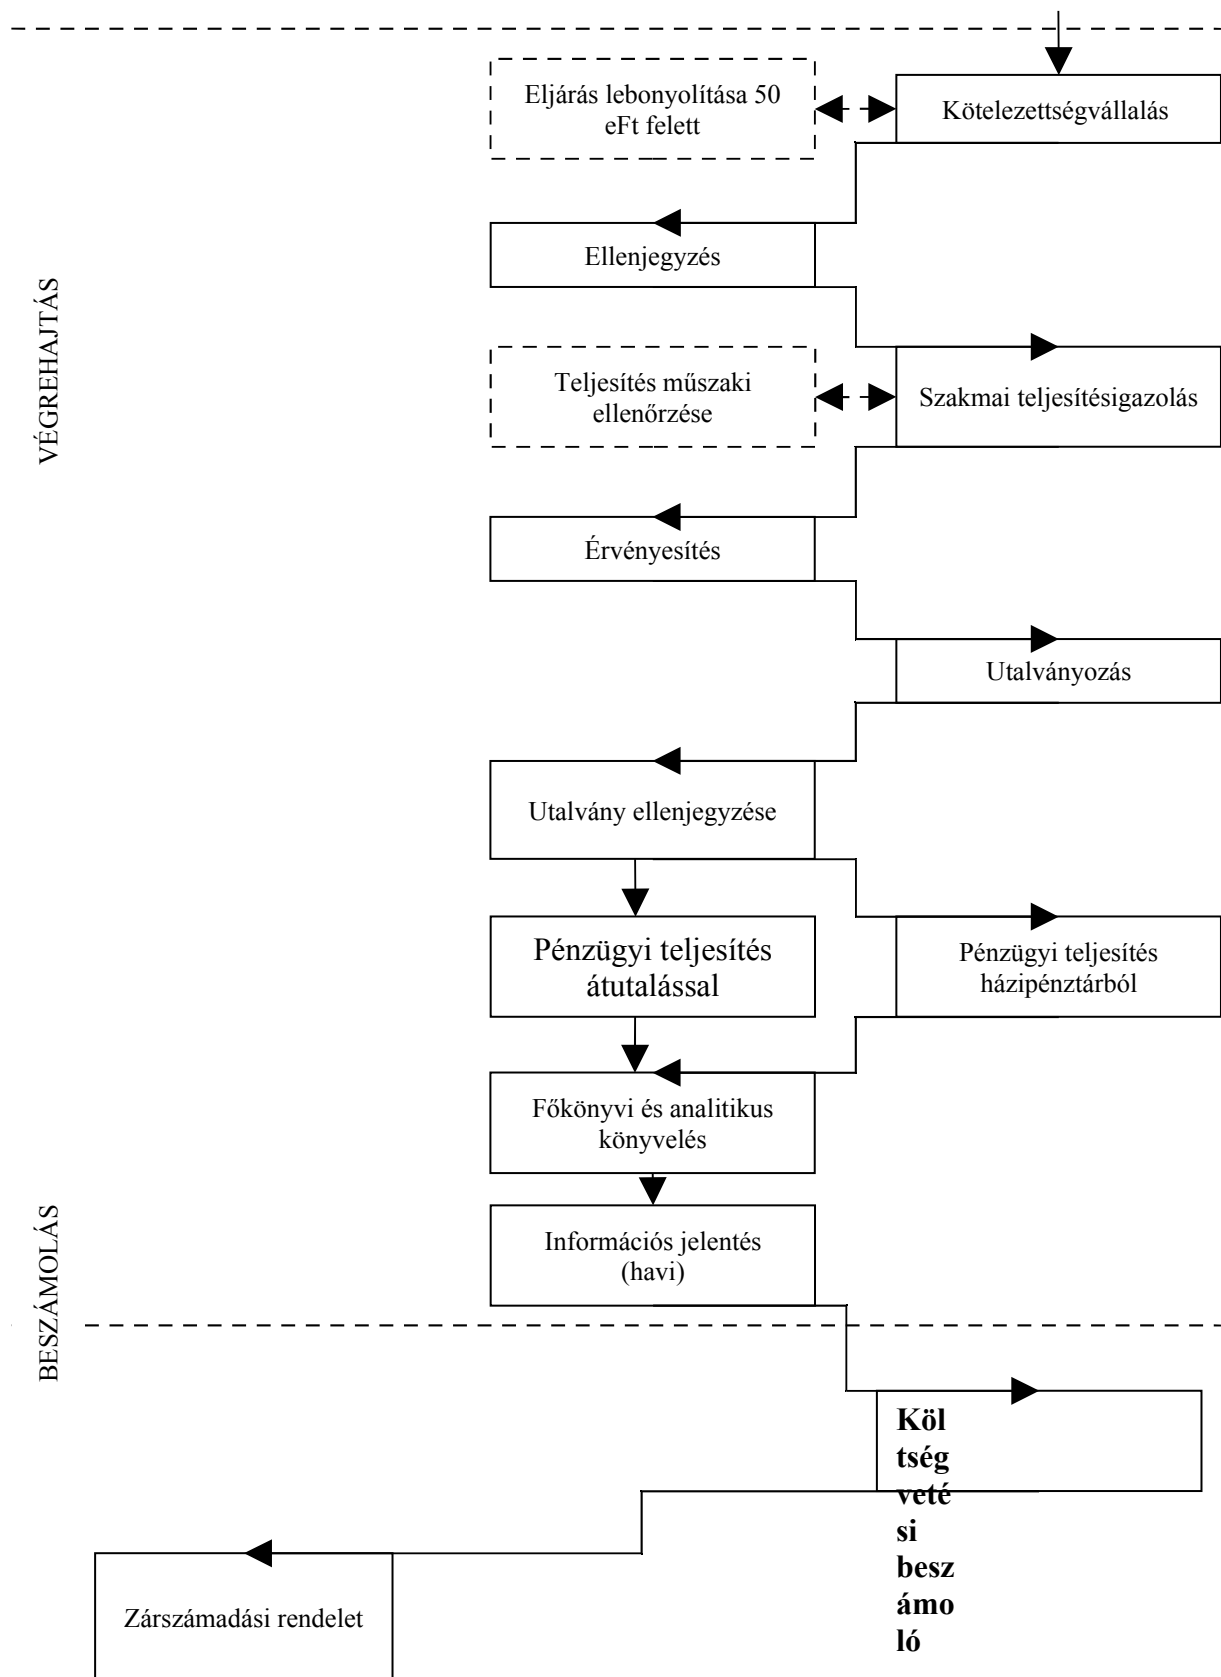 Eljárás lebonyolítása 50
eFt felett
Kötelezettségvállalás
Ellenjegyzés
VÉGREHAJTÁS
Teljesítés műszaki
ellenőrzése
Szakmai teljesítésigazolás
Érvényesítés
Utalványozás
Utalvány ellenjegyzése
Pénzügyi teljesítés
átutalással
Pénzügyi teljesítés
házipénztárból
Főkönyvi és analitikus
könyvelés
Információs jelentés
(havi)
BESZÁMOLÁS
Köl
tség
veté
si
besz
ámo
ló
Zárszámadási rendelet